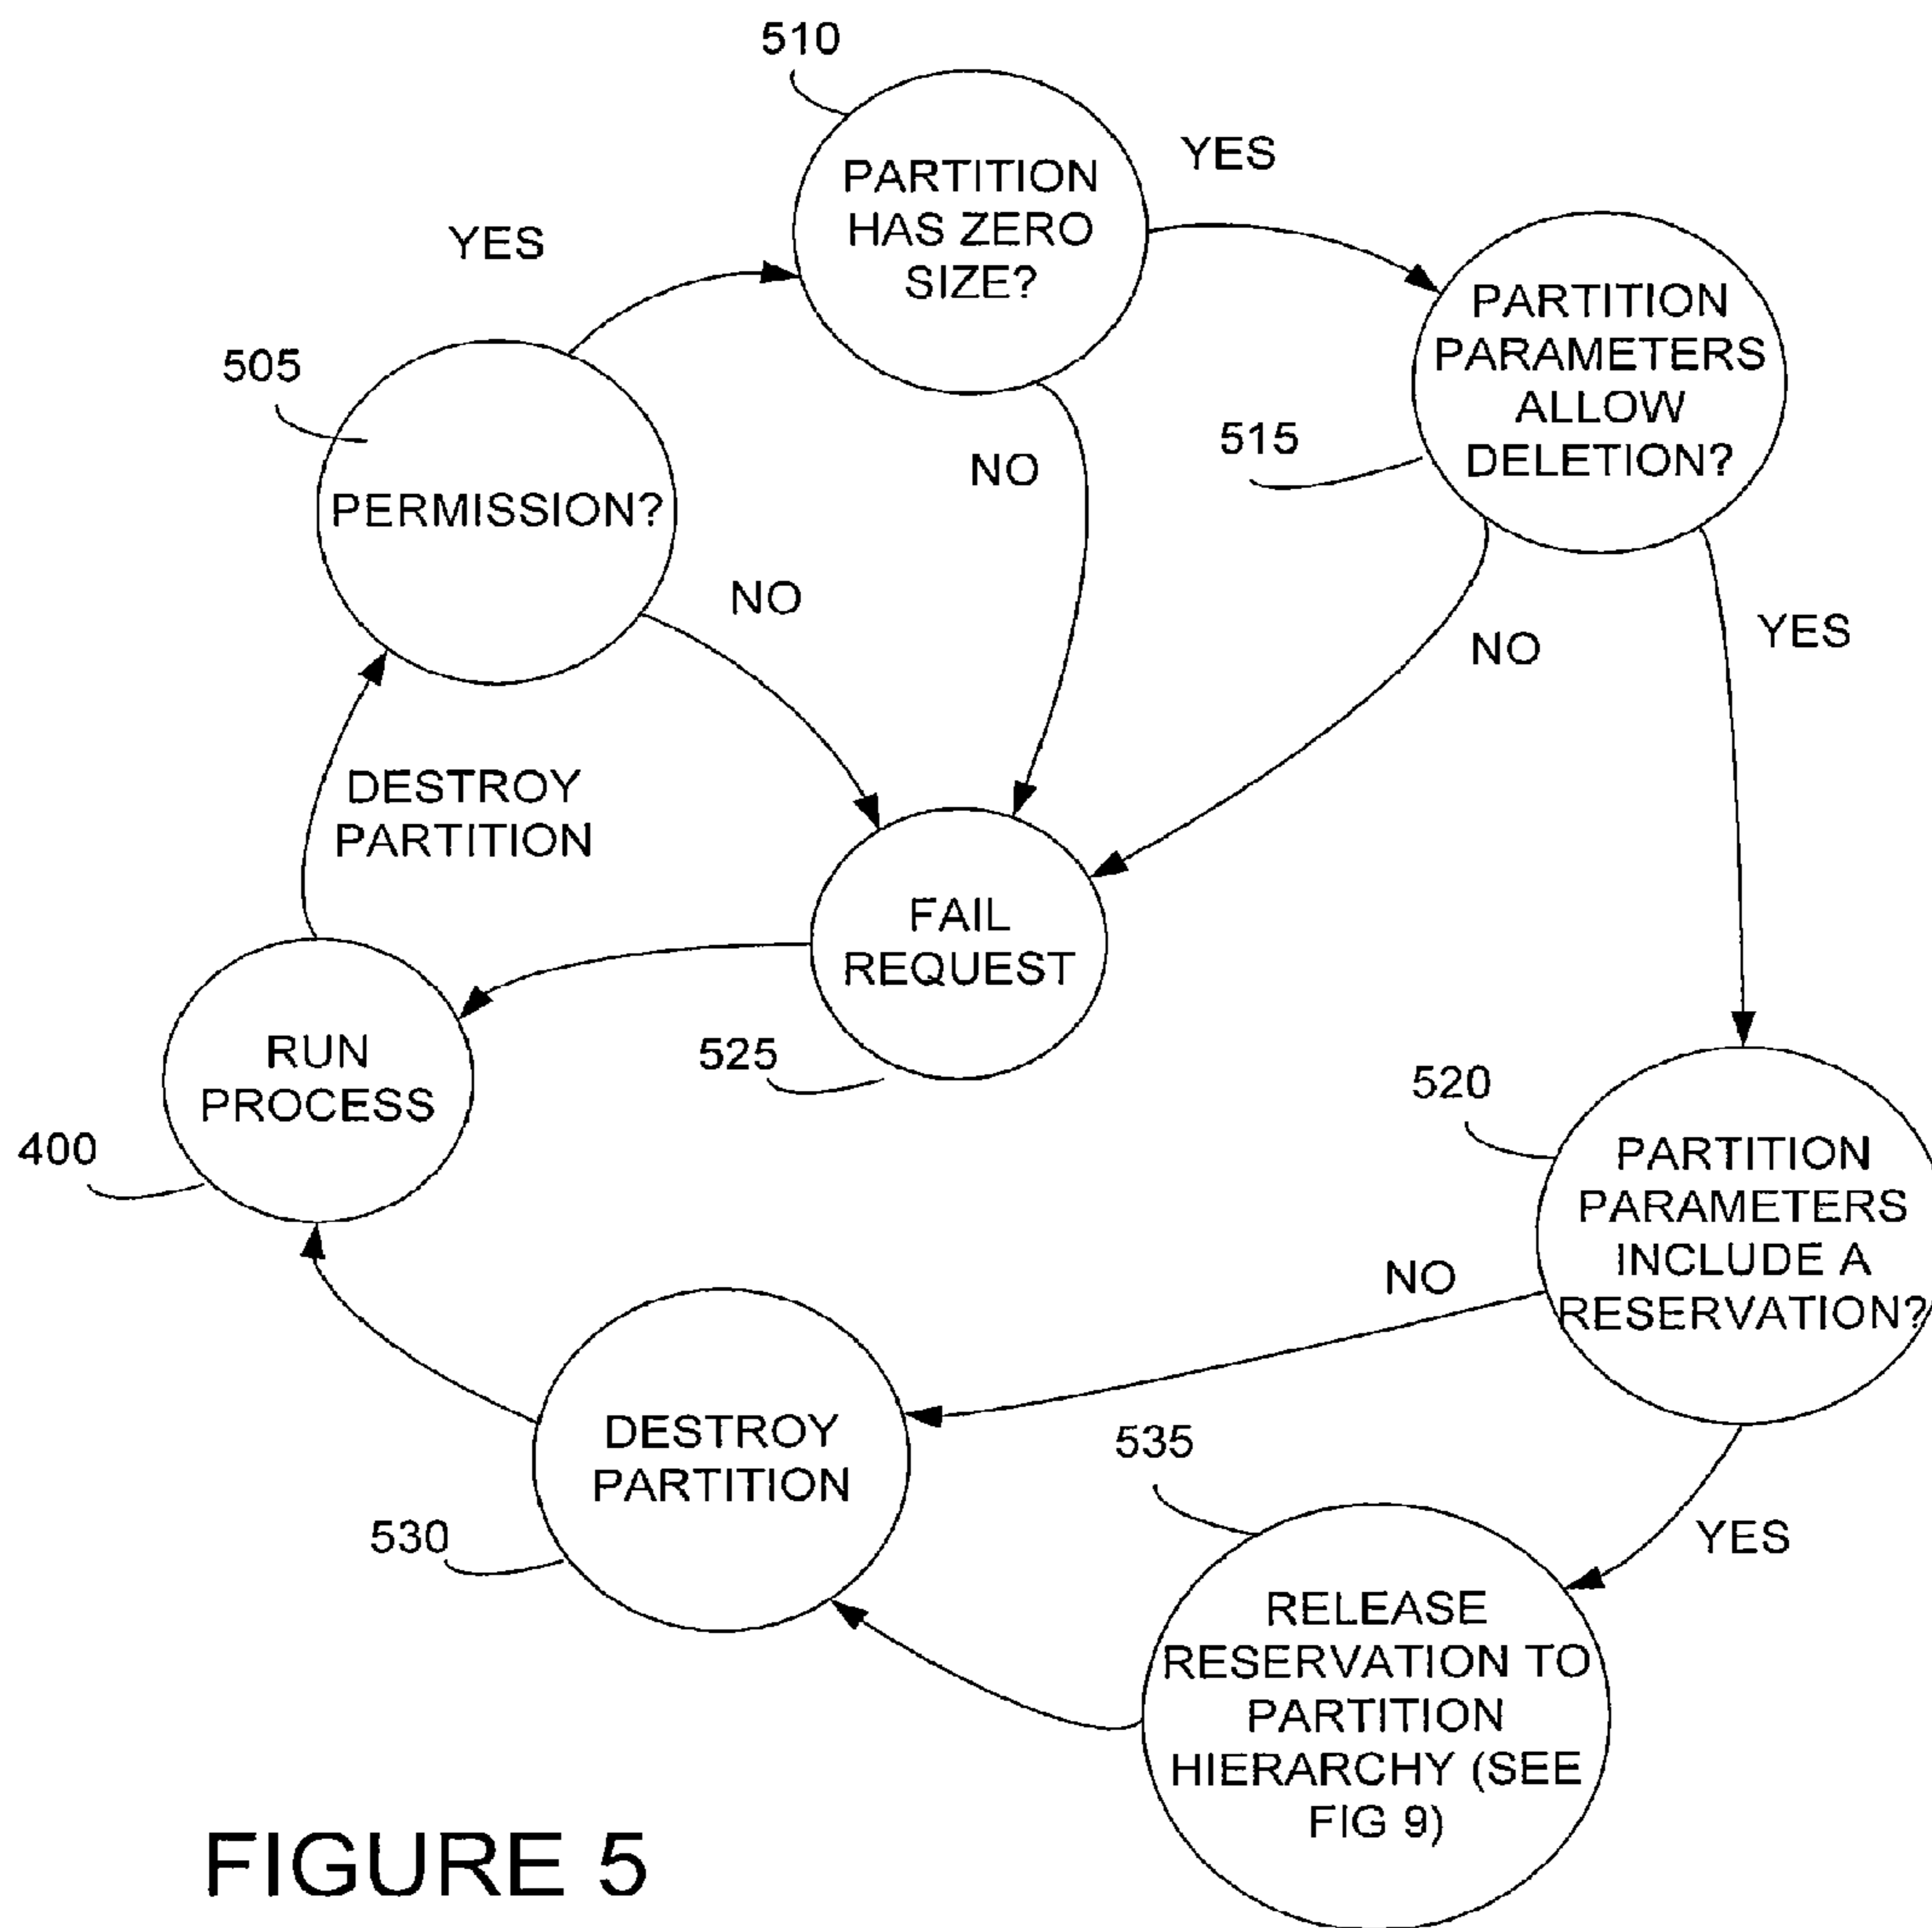 510
PARTITION
HAS ZERO
SIZE?
YES
YES
PARTITION
PARAMETERS
ALLOW
DELETION?
505
515
NO
PERMISSION?
NO
NO
YES
DESTROY
PARTITION
FAIL
REQUEST
525
RUN
PROCESS
400
520
PARTITION
PARAMETERS
INCLUDE A
RESERVATION?
NO
DESTROY
PARTITION
530
535
YES
RELEASE
RESERVATION TO
PARTITION
HIERARCHY (SEE
FIG 9)
FIGURE 5